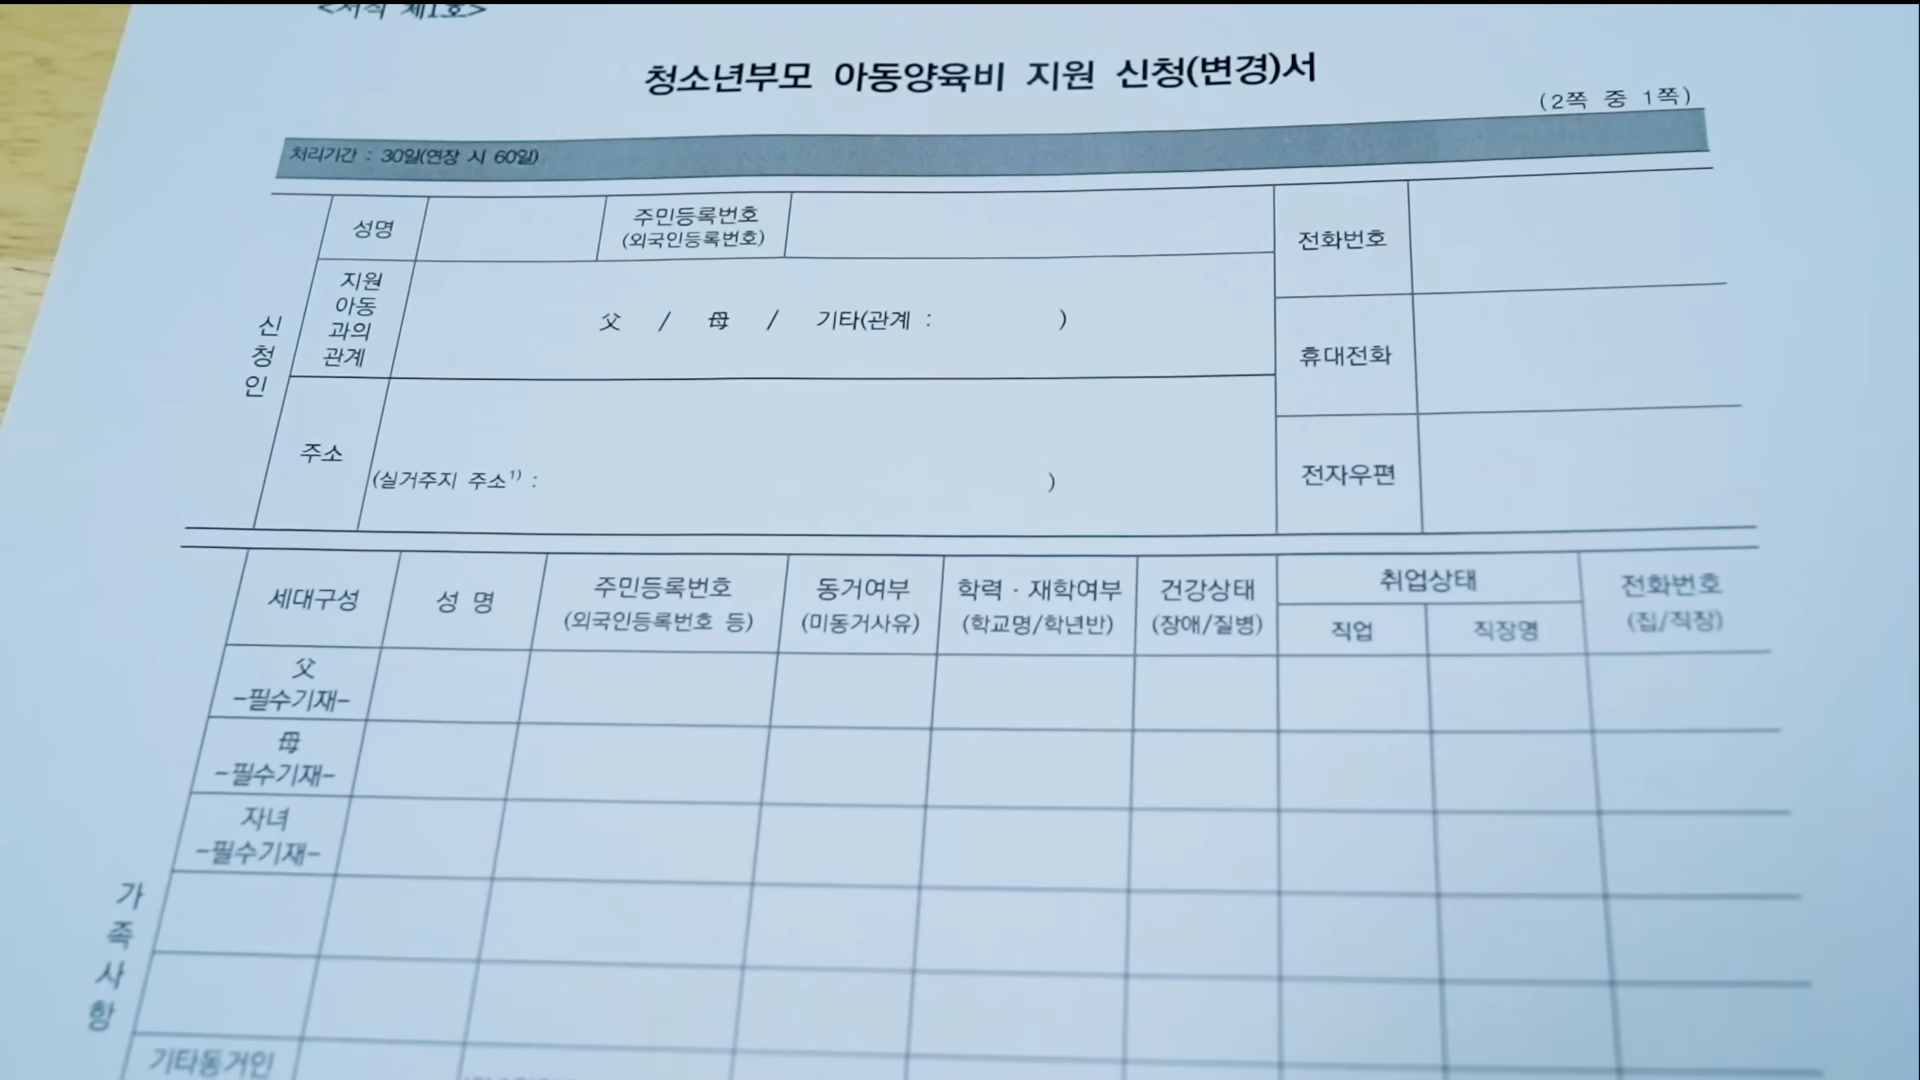 <서식 제1호>
청소년부모 아동양육비 지원 신청(변경)서
(2쪽 중 1쪽)
처리기간 : 30일(연장 시 60일)
신청인
성명
주민등록번호
(외국인등록번호)
전화번호
지원
아동
과의
관계
父 / 母 / 기타(관계 : )
휴대전화
주소
(실거주지 주소1) : )
전자우편
가족사항
세대구성
성 명
주민등록번호
(외국인등록번호 등)
동거여부
(미동거사유)
학력·재학여부
(학교명/학년반)
건강상태
(장애/질병)
취업상태
직업
직장명
전화번호
(집/직장)
父
-필수기재-
母
-필수기재-
자녀
-필수기재-
기타동거인